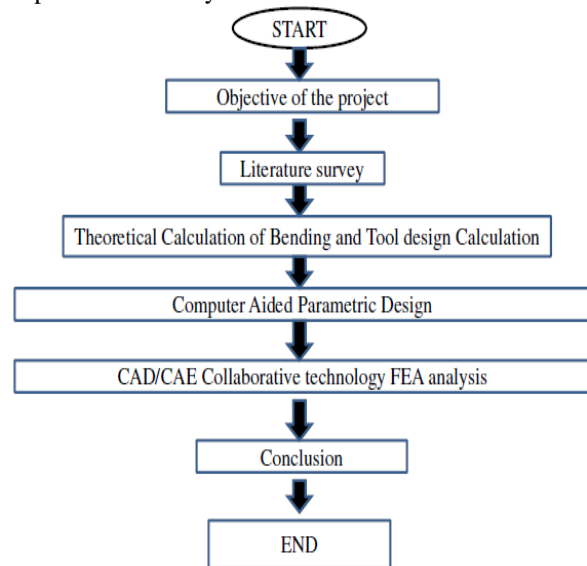 START
Objective of the project
Literature survey
Theoretical Calculation of Bending and Tool design Calculation
Computer Aided Parametric Design
CAD/CAE Collaborative technology FEA analysis
Conclusion
END